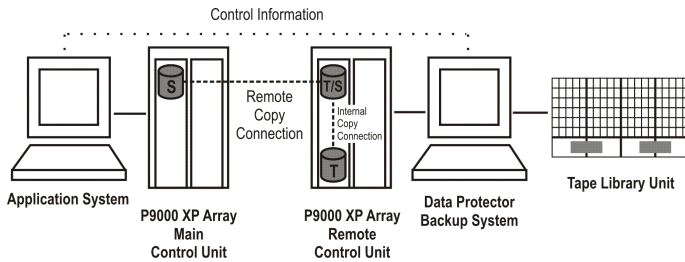 Control Information
S
T/S
Remote
Copy
Connection
Internal
Copy
Connection
T
Application System
P9000 XP Array
Main
Control Unit
P9000 XP Array
Remote
Control Unit
Data Protector
Backup System
Tape Library Unit